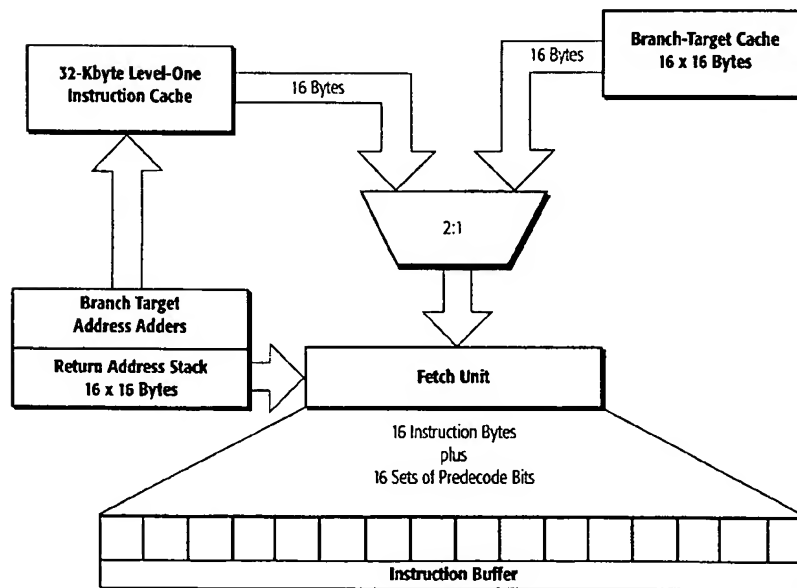 32-Kbyte Level-One
Instruction Cache
16 Bytes
16 Bytes
Branch-Target Cache
16 x 16 Bytes
2:1
Branch Target
Address Adders
Return Address Stack
16 x 16 Bytes
Fetch Unit
16 Instruction Bytes
plus
16 Sets of Predecode Bits
Instruction Buffer